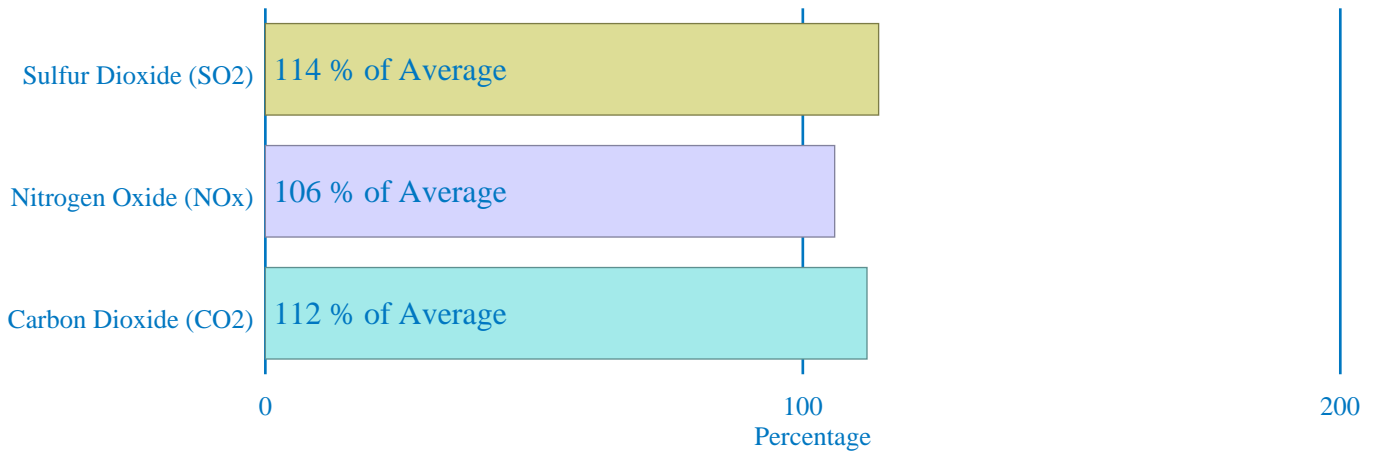 Sulfur Dioxide (SO2)
114 % of Average
Nitrogen Oxide (NOx)
106 % of Average
Carbon Dioxide (CO2)
112 % of Average
0
100
200
Percentage